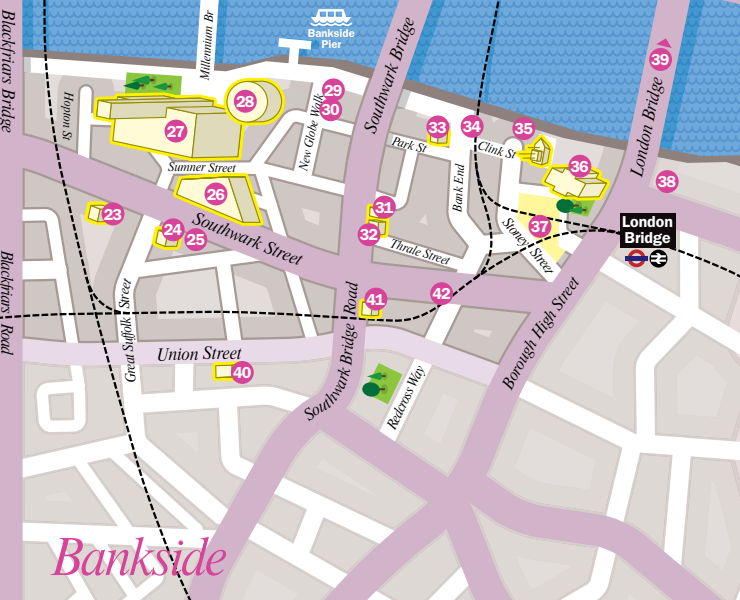 Blackfriars Bridge
Millennium Br
Bankside
Pier
Southwark Bridge
London Bridge
39
Hopton St
28
29
30
New Globe Walk
27
33
34
35
Park St
Clink St
36
Sumner Street
Bank End
38
26
23
24
25
Southwark Street
31
32
Thrale Street
37
Stoney Street
London
Bridge
Blackfriars Road
Great Suffolk Street
41
42
Southwark Bridge Road
Borough High Street
Union Street
40
Redcross Way
Bankside